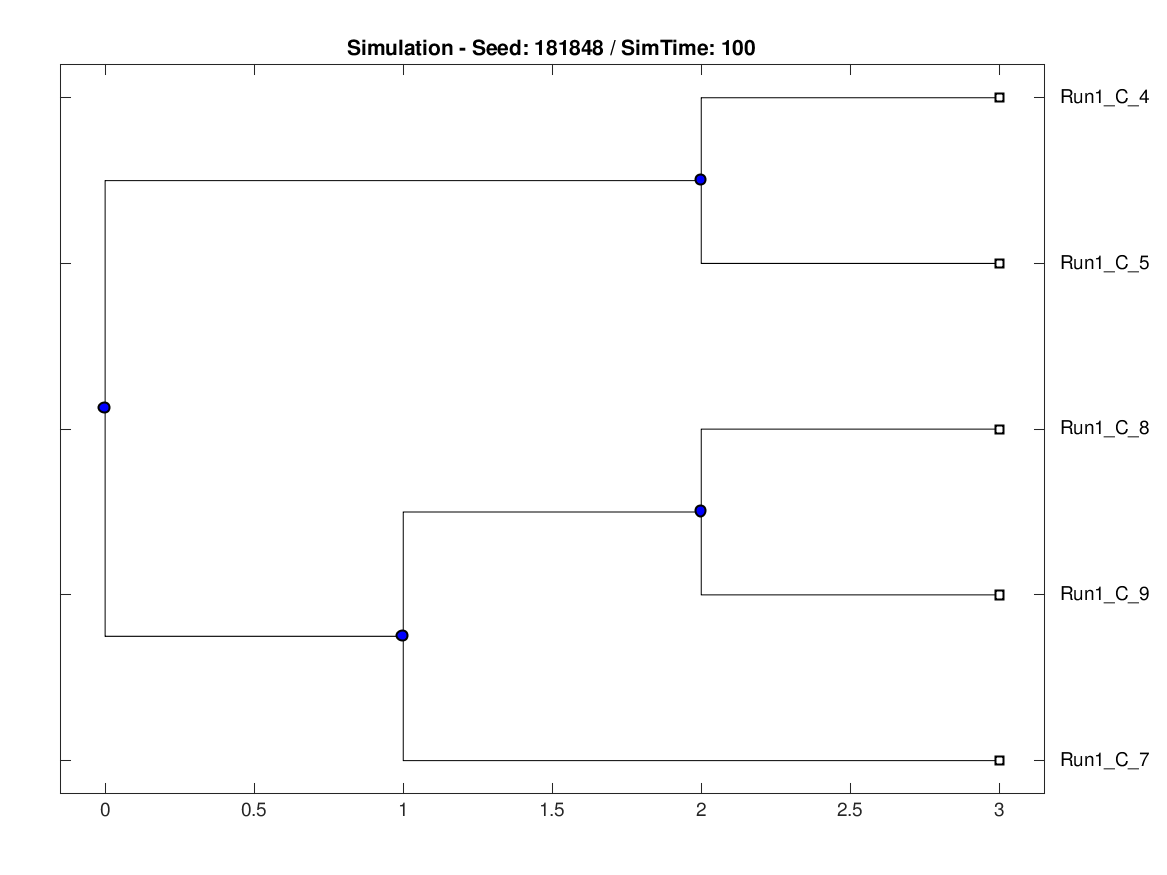 Simulation - Seed: 181848 / SimTime: 100
Run1_C_4
Run1_C_5
Run1_C_8
Run1_C_9
Run1_C_7
0 0.5 1 1.5 2 2.5 3